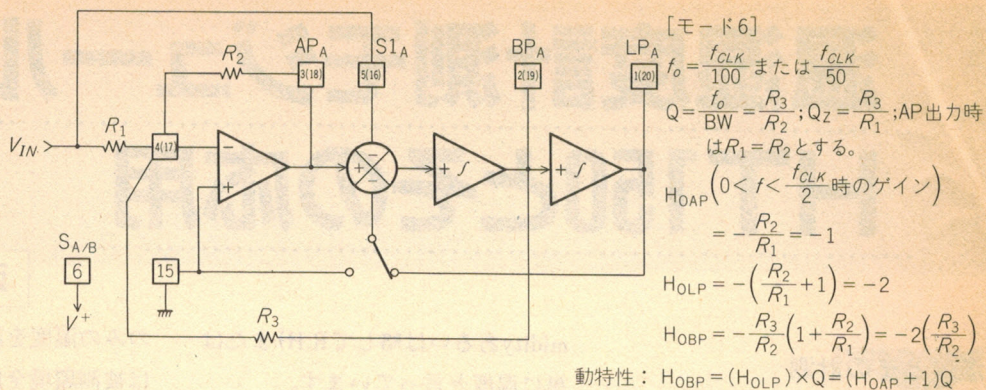 [モード6]
f_o = f_CLK/100 または f_CLK/50
Q = f_o/BW = R_3/R_2 ; Q_Z = R_3/R_1 ; AP出力時
はR_1 = R_2とする。
H_OAP (0 < f < f_CLK/2 時のゲイン)
= -R_2/R_1 = -1
H_OLP = -(R_2/R_1 + 1) = -2
H_OBP = -R_3/R_2 (1 + R_2/R_1) = -2(R_3/R_2)
動特性: H_OBP = (H_OLP) × Q = (H_OAP + 1)Q
AP_A
S1_A
BP_A
LP_A
R_2
3(18)
5(16)
2(19)
1(20)
V_IN
R_1
4(17)
−
+
−
+
+ ∫
+ ∫
S_A/B
6
V^+
15
R_3